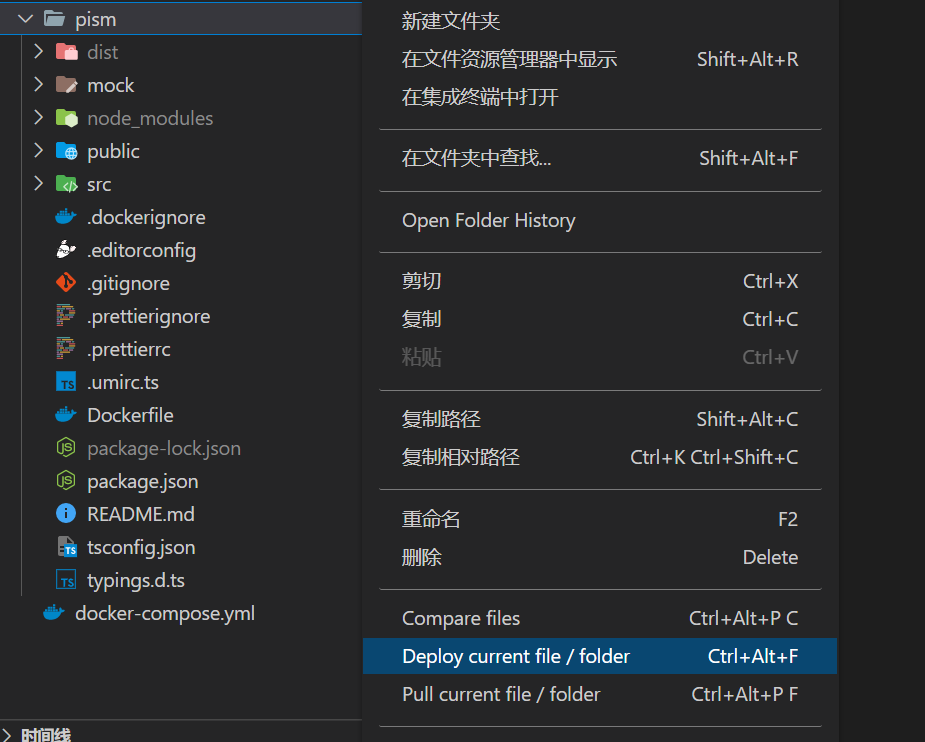 pism
dist
mock
node_modules
public
src
.dockerignore
.editorconfig
.gitignore
.prettierignore
.prettierrc
.umirc.ts
Dockerfile
package-lock.json
package.json
README.md
tsconfig.json
typings.d.ts
docker-compose.yml
时间线
新建文件夹
在文件资源管理器中显示 Shift+Alt+R
在集成终端中打开
在文件夹中查找... Shift+Alt+F
Open Folder History
剪切 Ctrl+X
复制 Ctrl+C
粘贴 Ctrl+V
复制路径 Shift+Alt+C
复制相对路径 Ctrl+K Ctrl+Shift+C
重命名 F2
删除 Delete
Compare files Ctrl+Alt+P C
Deploy current file / folder Ctrl+Alt+F
Pull current file / folder Ctrl+Alt+P F